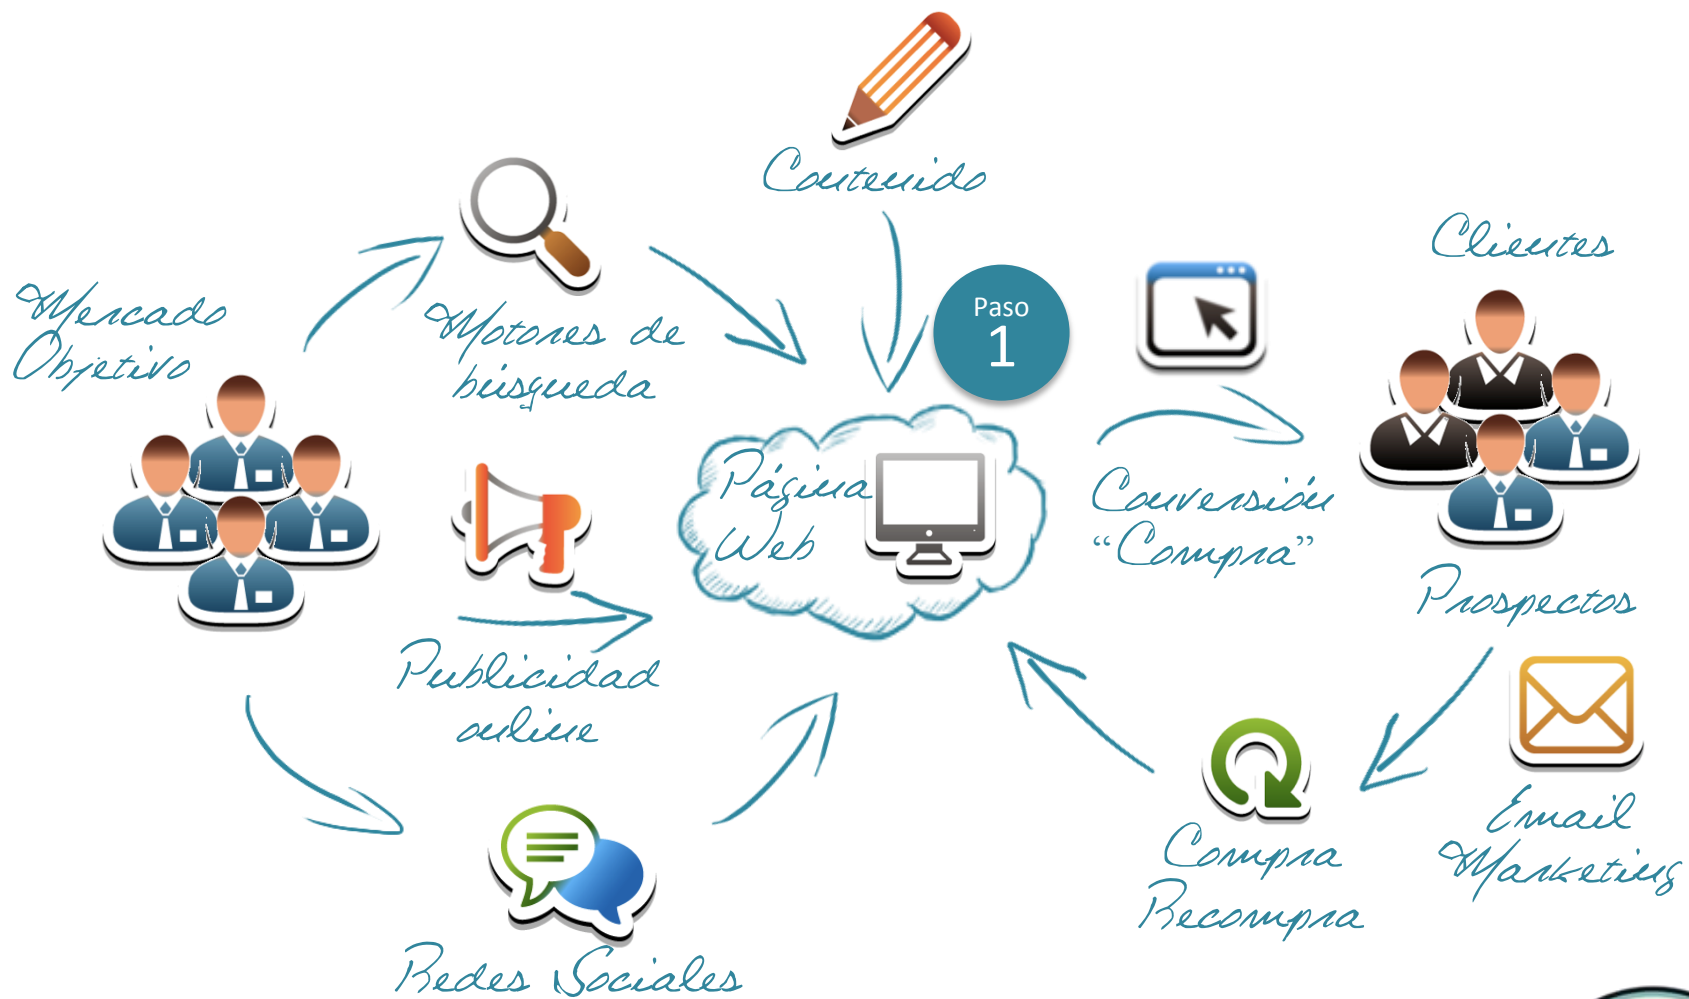 Contenido
Clientes
Mercado
Objetivo
Motores de
búsqueda
Paso
1
Página
Web
Conversión
“Compra”
Prospectos
Publicidad
online
Email
Marketing
Compra
Recompra
Redes Sociales